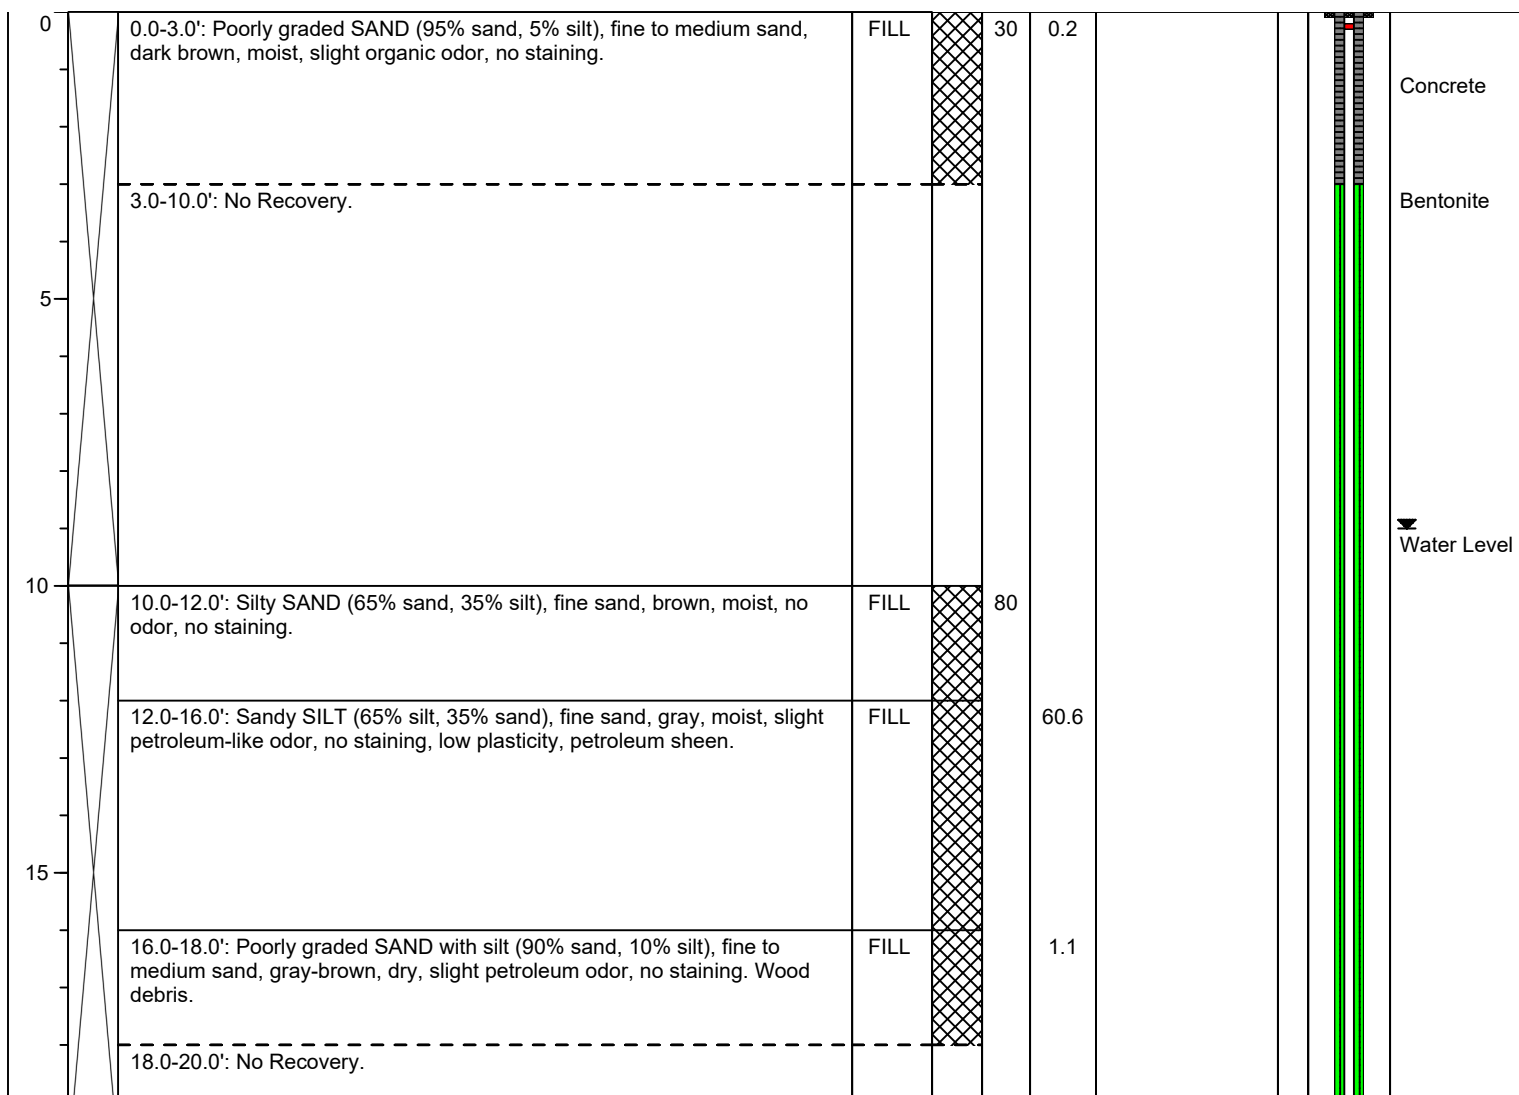 0
0.0-3.0': Poorly graded SAND (95% sand, 5% silt), fine to medium sand,
dark brown, moist, slight organic odor, no staining.
FILL
30
0.2
Concrete
3.0-10.0': No Recovery.
Bentonite
5
Water Level
10
10.0-12.0': Silty SAND (65% sand, 35% silt), fine sand, brown, moist, no
odor, no staining.
FILL
80
12.0-16.0': Sandy SILT (65% silt, 35% sand), fine sand, gray, moist, slight
petroleum-like odor, no staining, low plasticity, petroleum sheen.
FILL
60.6
15
16.0-18.0': Poorly graded SAND with silt (90% sand, 10% silt), fine to
medium sand, gray-brown, dry, slight petroleum odor, no staining. Wood
debris.
FILL
1.1
18.0-20.0': No Recovery.